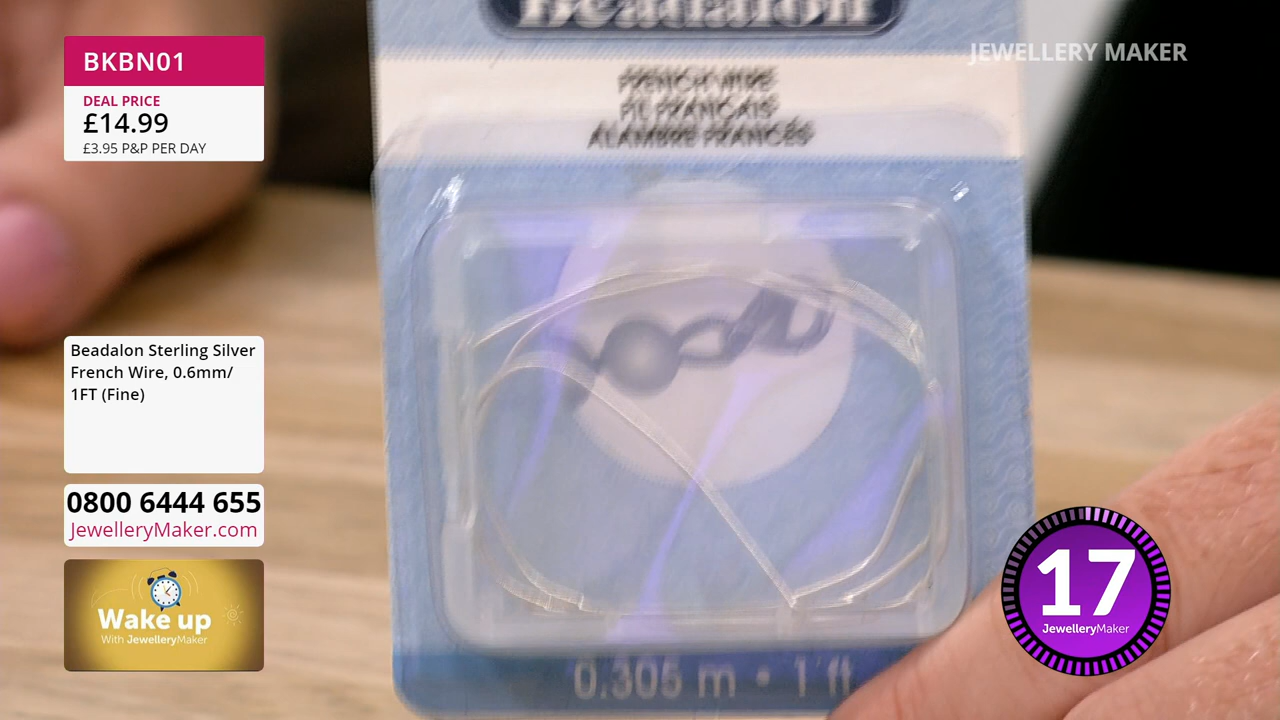 BKBN01
DEAL PRICE
£14.99
£3.95 P&P PER DAY
JEWELLERY MAKER
Beadalon
FRENCH WIRE
FIL FRANÇAIS
ALAMBRE FRANCÉS
Beadalon Sterling Silver
French Wire, 0.6mm/
1FT (Fine)
0800 6444 655
JewelleryMaker.com
Wake up
With JewelleryMaker
17
JewelleryMaker
0.305 m • 1 ft